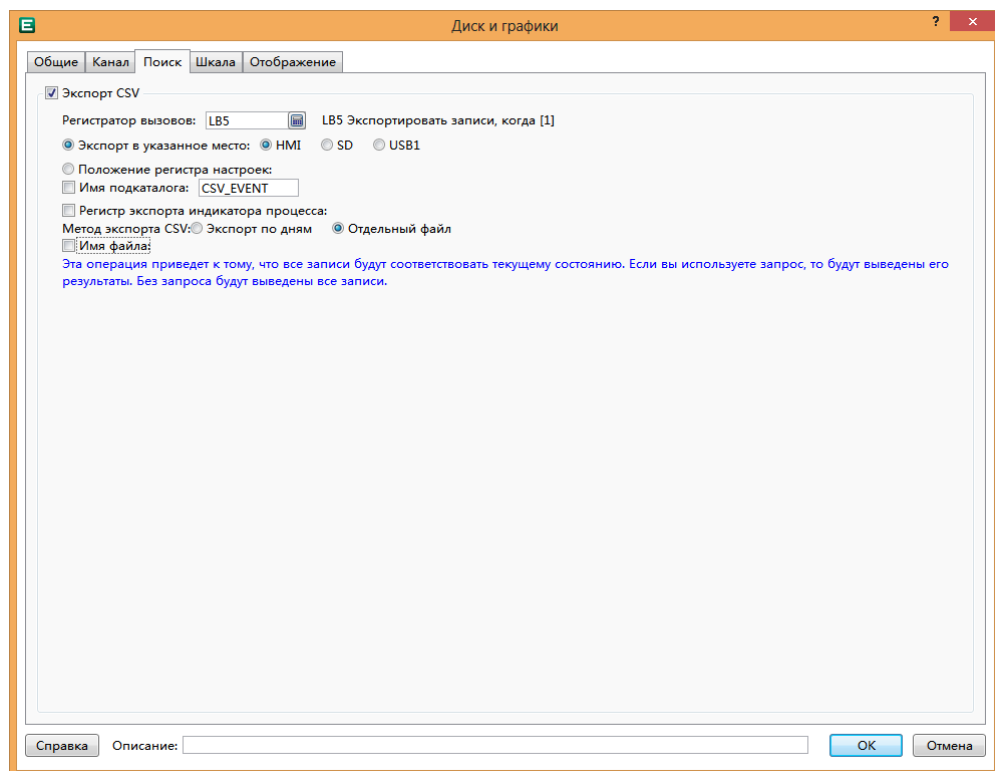 E Диск и графики ? ×
Общие Канал Поиск Шкала Отображение
Экспорт CSV
Регистратор вызовов: LB5 LB5 Экспортировать записи, когда [1]
Экспорт в указанное место: HMI SD USB1
Положение регистра настроек:
Имя подкаталога: CSV_EVENT
Регистр экспорта индикатора процесса:
Метод экспорта CSV: Экспорт по дням Отдельный файл
Имя файла:
Эта операция приведет к тому, что все записи будут соответствовать текущему состоянию. Если вы используете запрос, то будут выведены его
результаты. Без запроса будут выведены все записи.
Справка Описание: OK Отмена